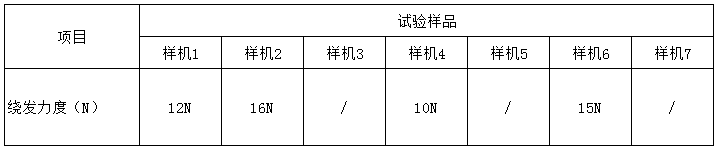 项目
试验样品
样机1 样机2 样机3 样机4 样机5 样机6 样机7
绕发力度（N） 12N 16N / 10N / 15N /